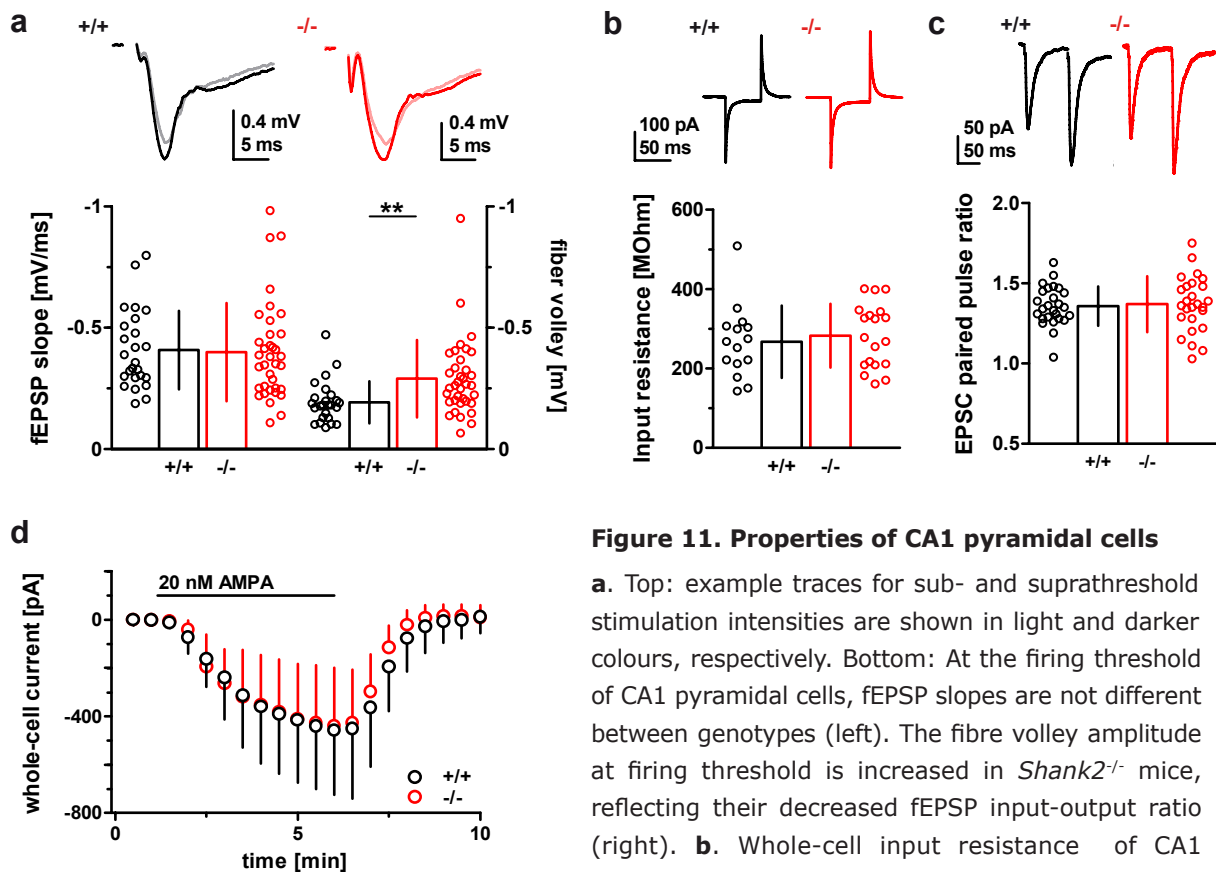 a
+/+
-/-
0.4 mV
5 ms
0.4 mV
5 ms
fEPSP slope [mV/ms]
-1
-0.5
0
**
-1
-0.5
0
fiber volley [mV]
+/+
-/-
+/+
-/-
b
+/+
-/-
100 pA
50 ms
Input resistance [MOhm]
600
400
200
0
+/+
-/-
c
+/+
-/-
50 pA
50 ms
EPSC paired pulse ratio
2.0
1.5
1.0
0.5
+/+
-/-
d
20 nM AMPA
whole-cell current [pA]
0
-400
-800
+/+
-/-
0
5
10
time [min]
Figure 11. Properties of CA1 pyramidal cells
a. Top: example traces for sub- and suprathreshold
stimulation intensities are shown in light and darker
colours, respectively. Bottom: At the firing threshold
of CA1 pyramidal cells, fEPSP slopes are not different
between genotypes (left). The fibre volley amplitude
at firing threshold is increased in Shank2-/- mice,
reflecting their decreased fEPSP input-output ratio
(right). b. Whole-cell input resistance of CA1